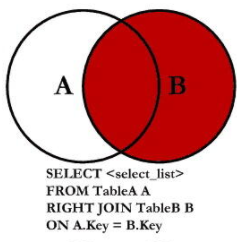 A B
SELECT <select_list>
FROM TableA A
RIGHT JOIN TableB B
ON A.Key = B.Key